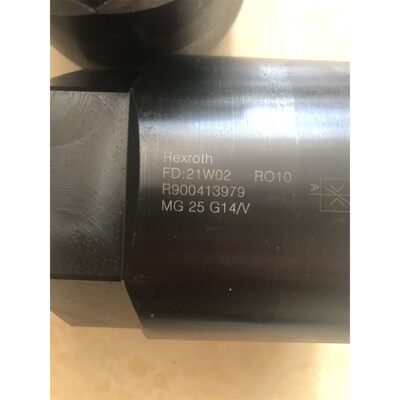 Rexroth
FD:21W02 RO10
R900413979
MG 25 G14/V
A